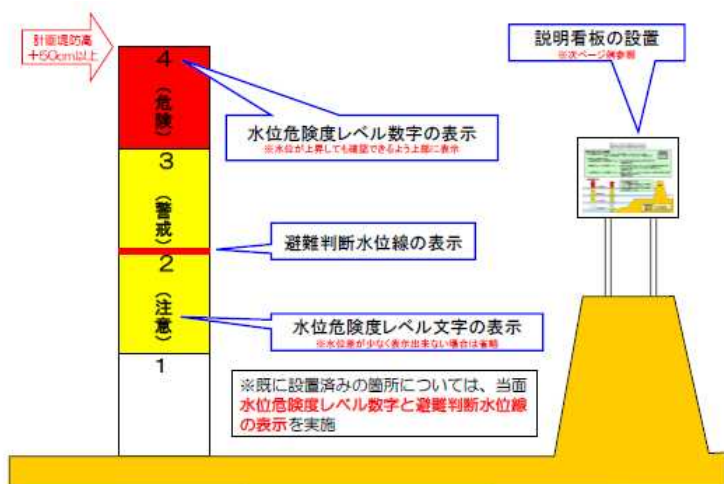 計画堤防高
+50cm以上
4
（危険）
3
（警戒）
2
（注意）
1
水位危険度レベル数字の表示
※水位が上昇しても確認できるよう上部に表示
避難判断水位線の表示
水位危険度レベル文字の表示
※水位差が少なく表示出来ない場合は省略
※既に設置済みの箇所については、当面
水位危険度レベル数字と避難判断水位線
の表示を実施
説明看板の設置
※次ページ例参照